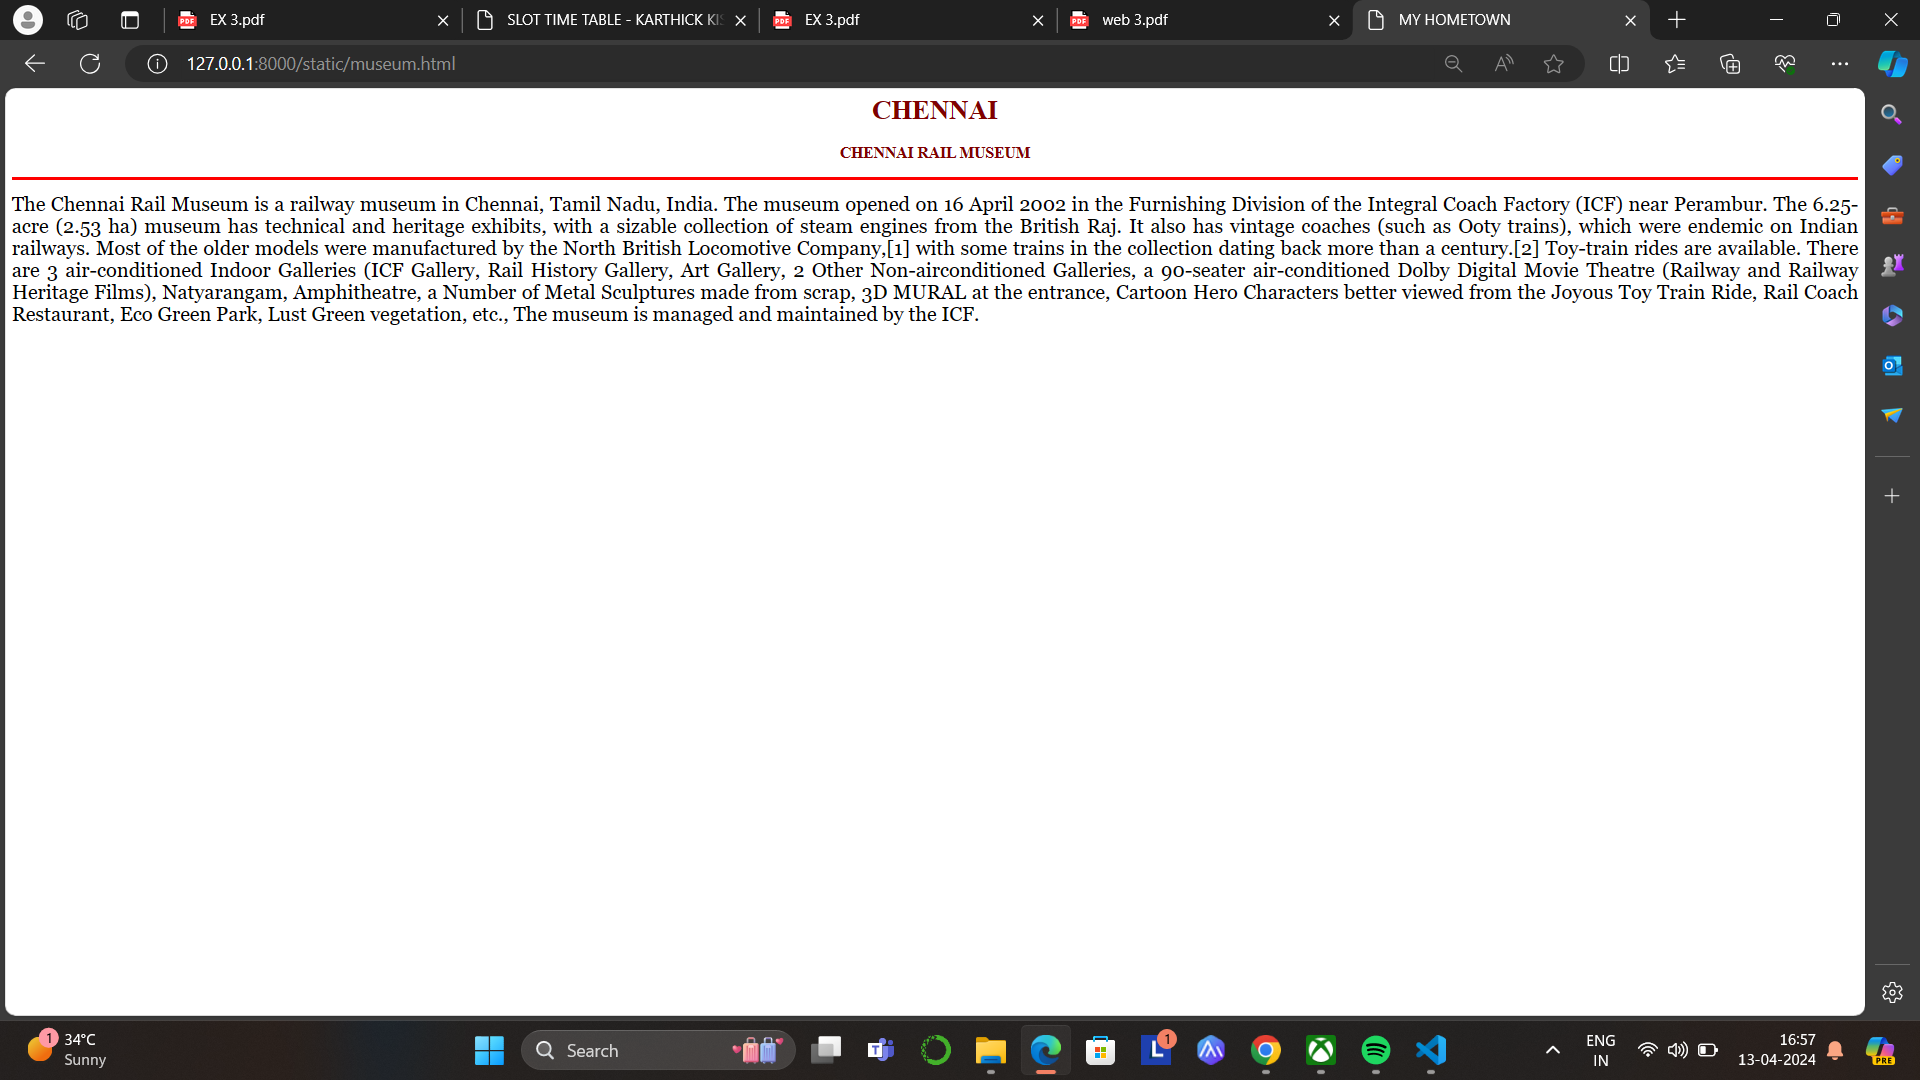 EX 3.pdf
SLOT TIME TABLE - KARTHICK KIS
EX 3.pdf
web 3.pdf
MY HOMETOWN
127.0.0.1:8000/static/museum.html
CHENNAI
CHENNAI RAIL MUSEUM
The Chennai Rail Museum is a railway museum in Chennai, Tamil Nadu, India. The museum opened on 16 April 2002 in the Furnishing Division of the Integral Coach Factory (ICF) near Perambur. The 6.25-
acre (2.53 ha) museum has technical and heritage exhibits, with a sizable collection of steam engines from the British Raj. It also has vintage coaches (such as Ooty trains), which were endemic on Indian
railways. Most of the older models were manufactured by the North British Locomotive Company,[1] with some trains in the collection dating back more than a century.[2] Toy-train rides are available. There
are 3 air-conditioned Indoor Galleries (ICF Gallery, Rail History Gallery, Art Gallery, 2 Other Non-airconditioned Galleries, a 90-seater air-conditioned Dolby Digital Movie Theatre (Railway and Railway
Heritage Films), Natyarangam, Amphitheatre, a Number of Metal Sculptures made from scrap, 3D MURAL at the entrance, Cartoon Hero Characters better viewed from the Joyous Toy Train Ride, Rail Coach
Restaurant, Eco Green Park, Lust Green vegetation, etc., The museum is managed and maintained by the ICF.
1
34°C
Sunny
Search
1
ENG
IN
16:57
13-04-2024
PRE